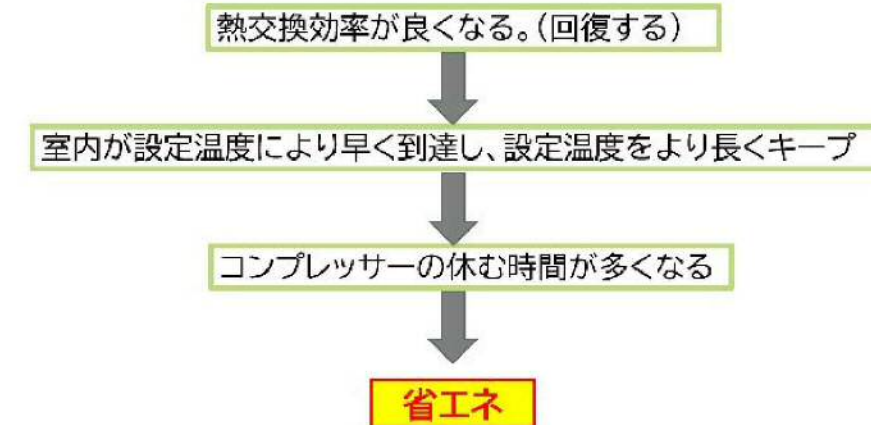 熱交換効率が良くなる。(回復する)
室内が設定温度により早く到達し、設定温度をより長くキープ
コンプレッサーの休む時間が多くなる
省エネ